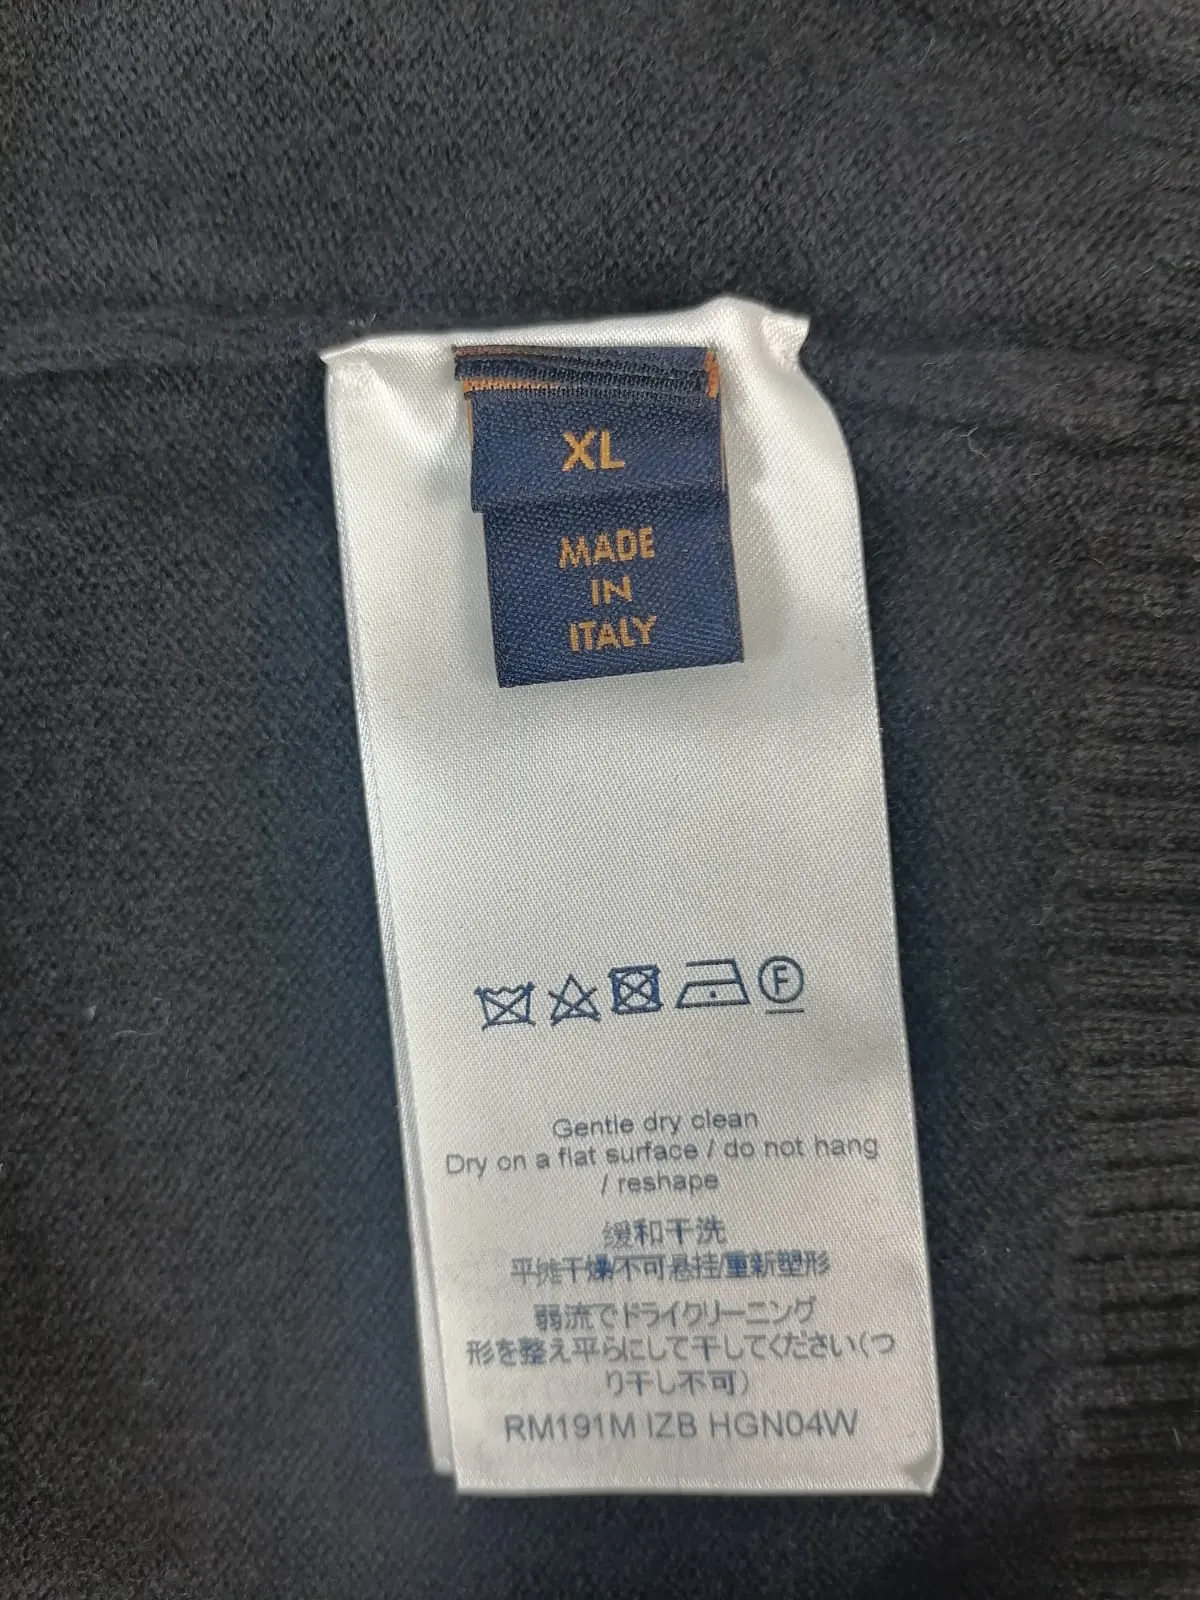 XL
MADE
IN
ITALY
F
Gentle dry clean
Dry on a flat surface / do not hang
/ reshape
缓和干洗
平摊干燥/不可悬挂/重新塑形
弱流でドライクリーニング
形を整え平らにして干してください（つ
り干し不可）
RM191M IZB HGN04W